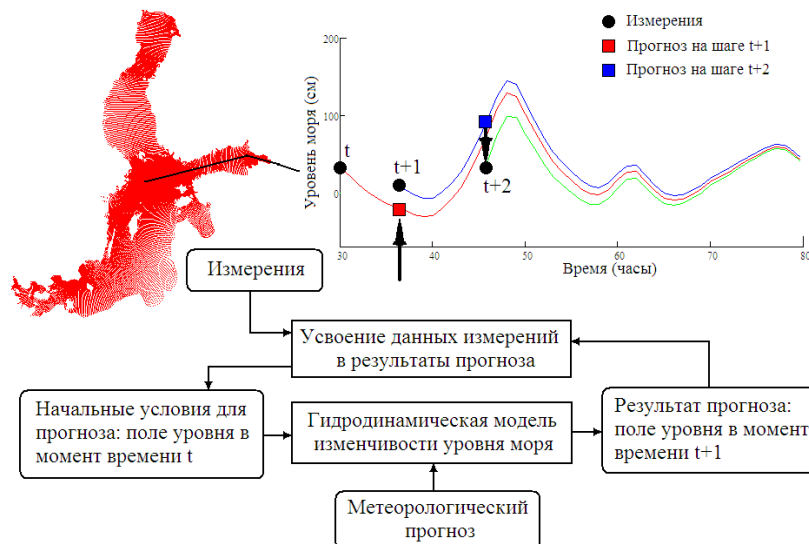 Измерения
Прогноз на шаге t+1
Прогноз на шаге t+2
Уровень моря (см)
200
100
0
t
t+1
t+2
30
40
50
60
70
80
Время (часы)
Измерения
Усвоение данных измерений
в результаты прогноза
Начальные условия для
прогноза: поле уровня в
момент времени t
Гидродинамическая модель
изменчивости уровня моря
Результат прогноза:
поле уровня в момент
времени t+1
Метеорологический
прогноз